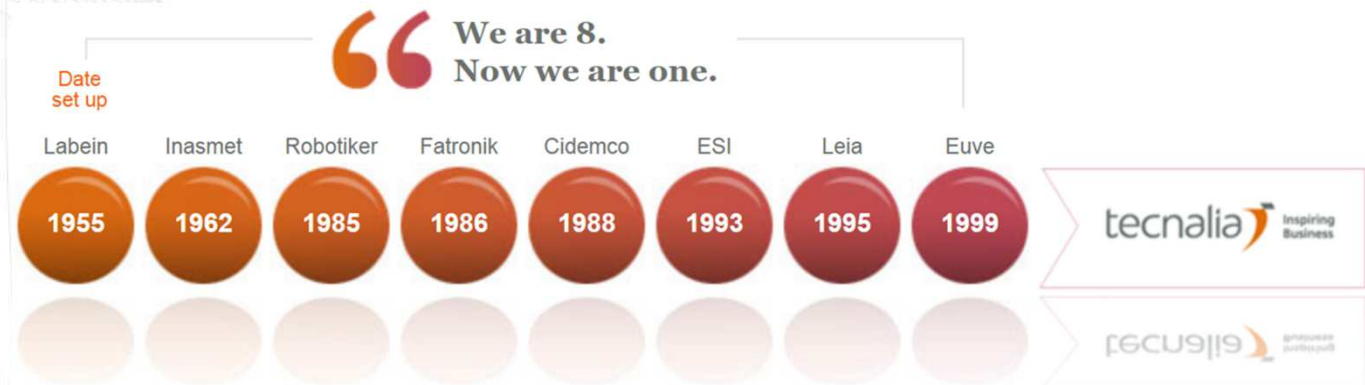 We are 8.
Now we are one.
Date
set up
Labein Inasmet Robotiker Fatronik Cidemco ESI Leia Euve
1955 1962 1985 1986 1988 1993 1995 1999
tecnalia Inspiring
Business